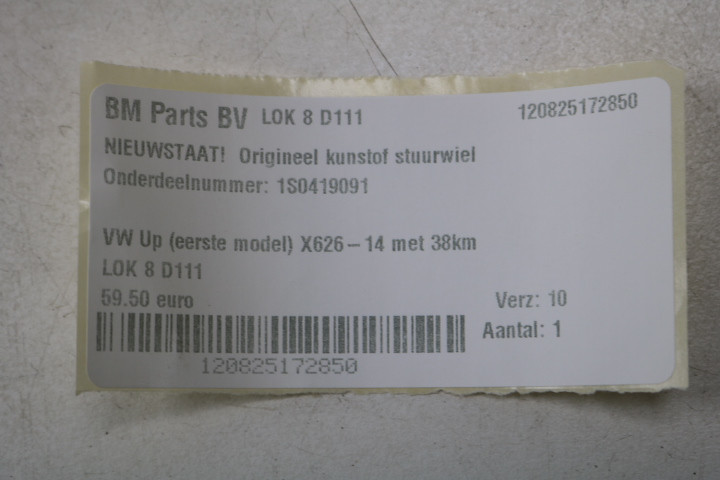 BM Parts BV LOK 8 D111 120825172850
NIEUWSTAAT! Origineel kunstof stuurwiel
Onderdeelnummer: 1S0419091
VW Up (eerste model) X626 – 14 met 38km
LOK 8 D111
59.50 euro Verz: 10
Aantal: 1
120825172850